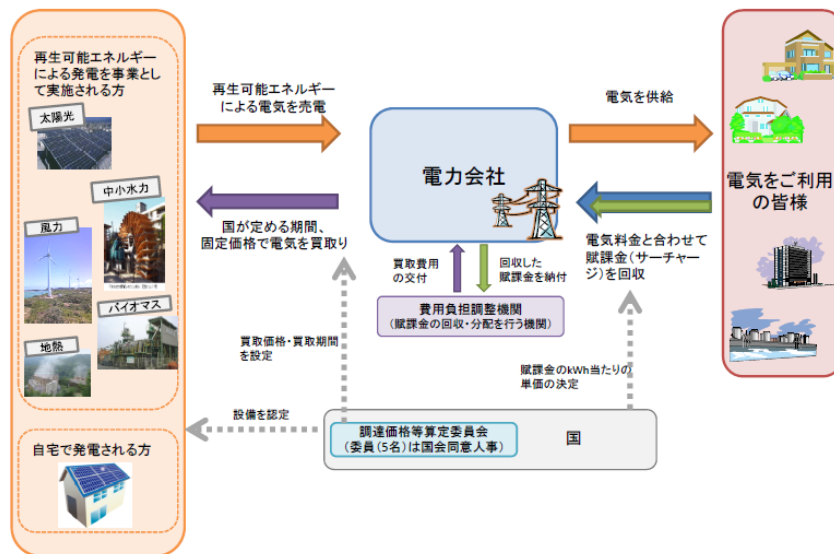 再生可能エネルギー
による発電を事業とし
て実施される方
太陽光
中小水力
風力
バイオマス
地熱
自宅で発電される方
再生可能エネルギー
による電気を売電
国が定める期間、
固定価格で電気を買取り
電力会社
買取費用
の交付
回収した
賦課金を納付
費用負担調整機関
(賦課金の回収・分配を行う機関)
電気を供給
電気料金と合わせて
賦課金(サーチャー
ジ)を回収
電気をご利用
の皆様
買取価格・買取期間
を設定
設備を認定
賦課金のkWh当たりの
単価の決定
調達価格等算定委員会
(委員(5名)は国会同意人事)
国